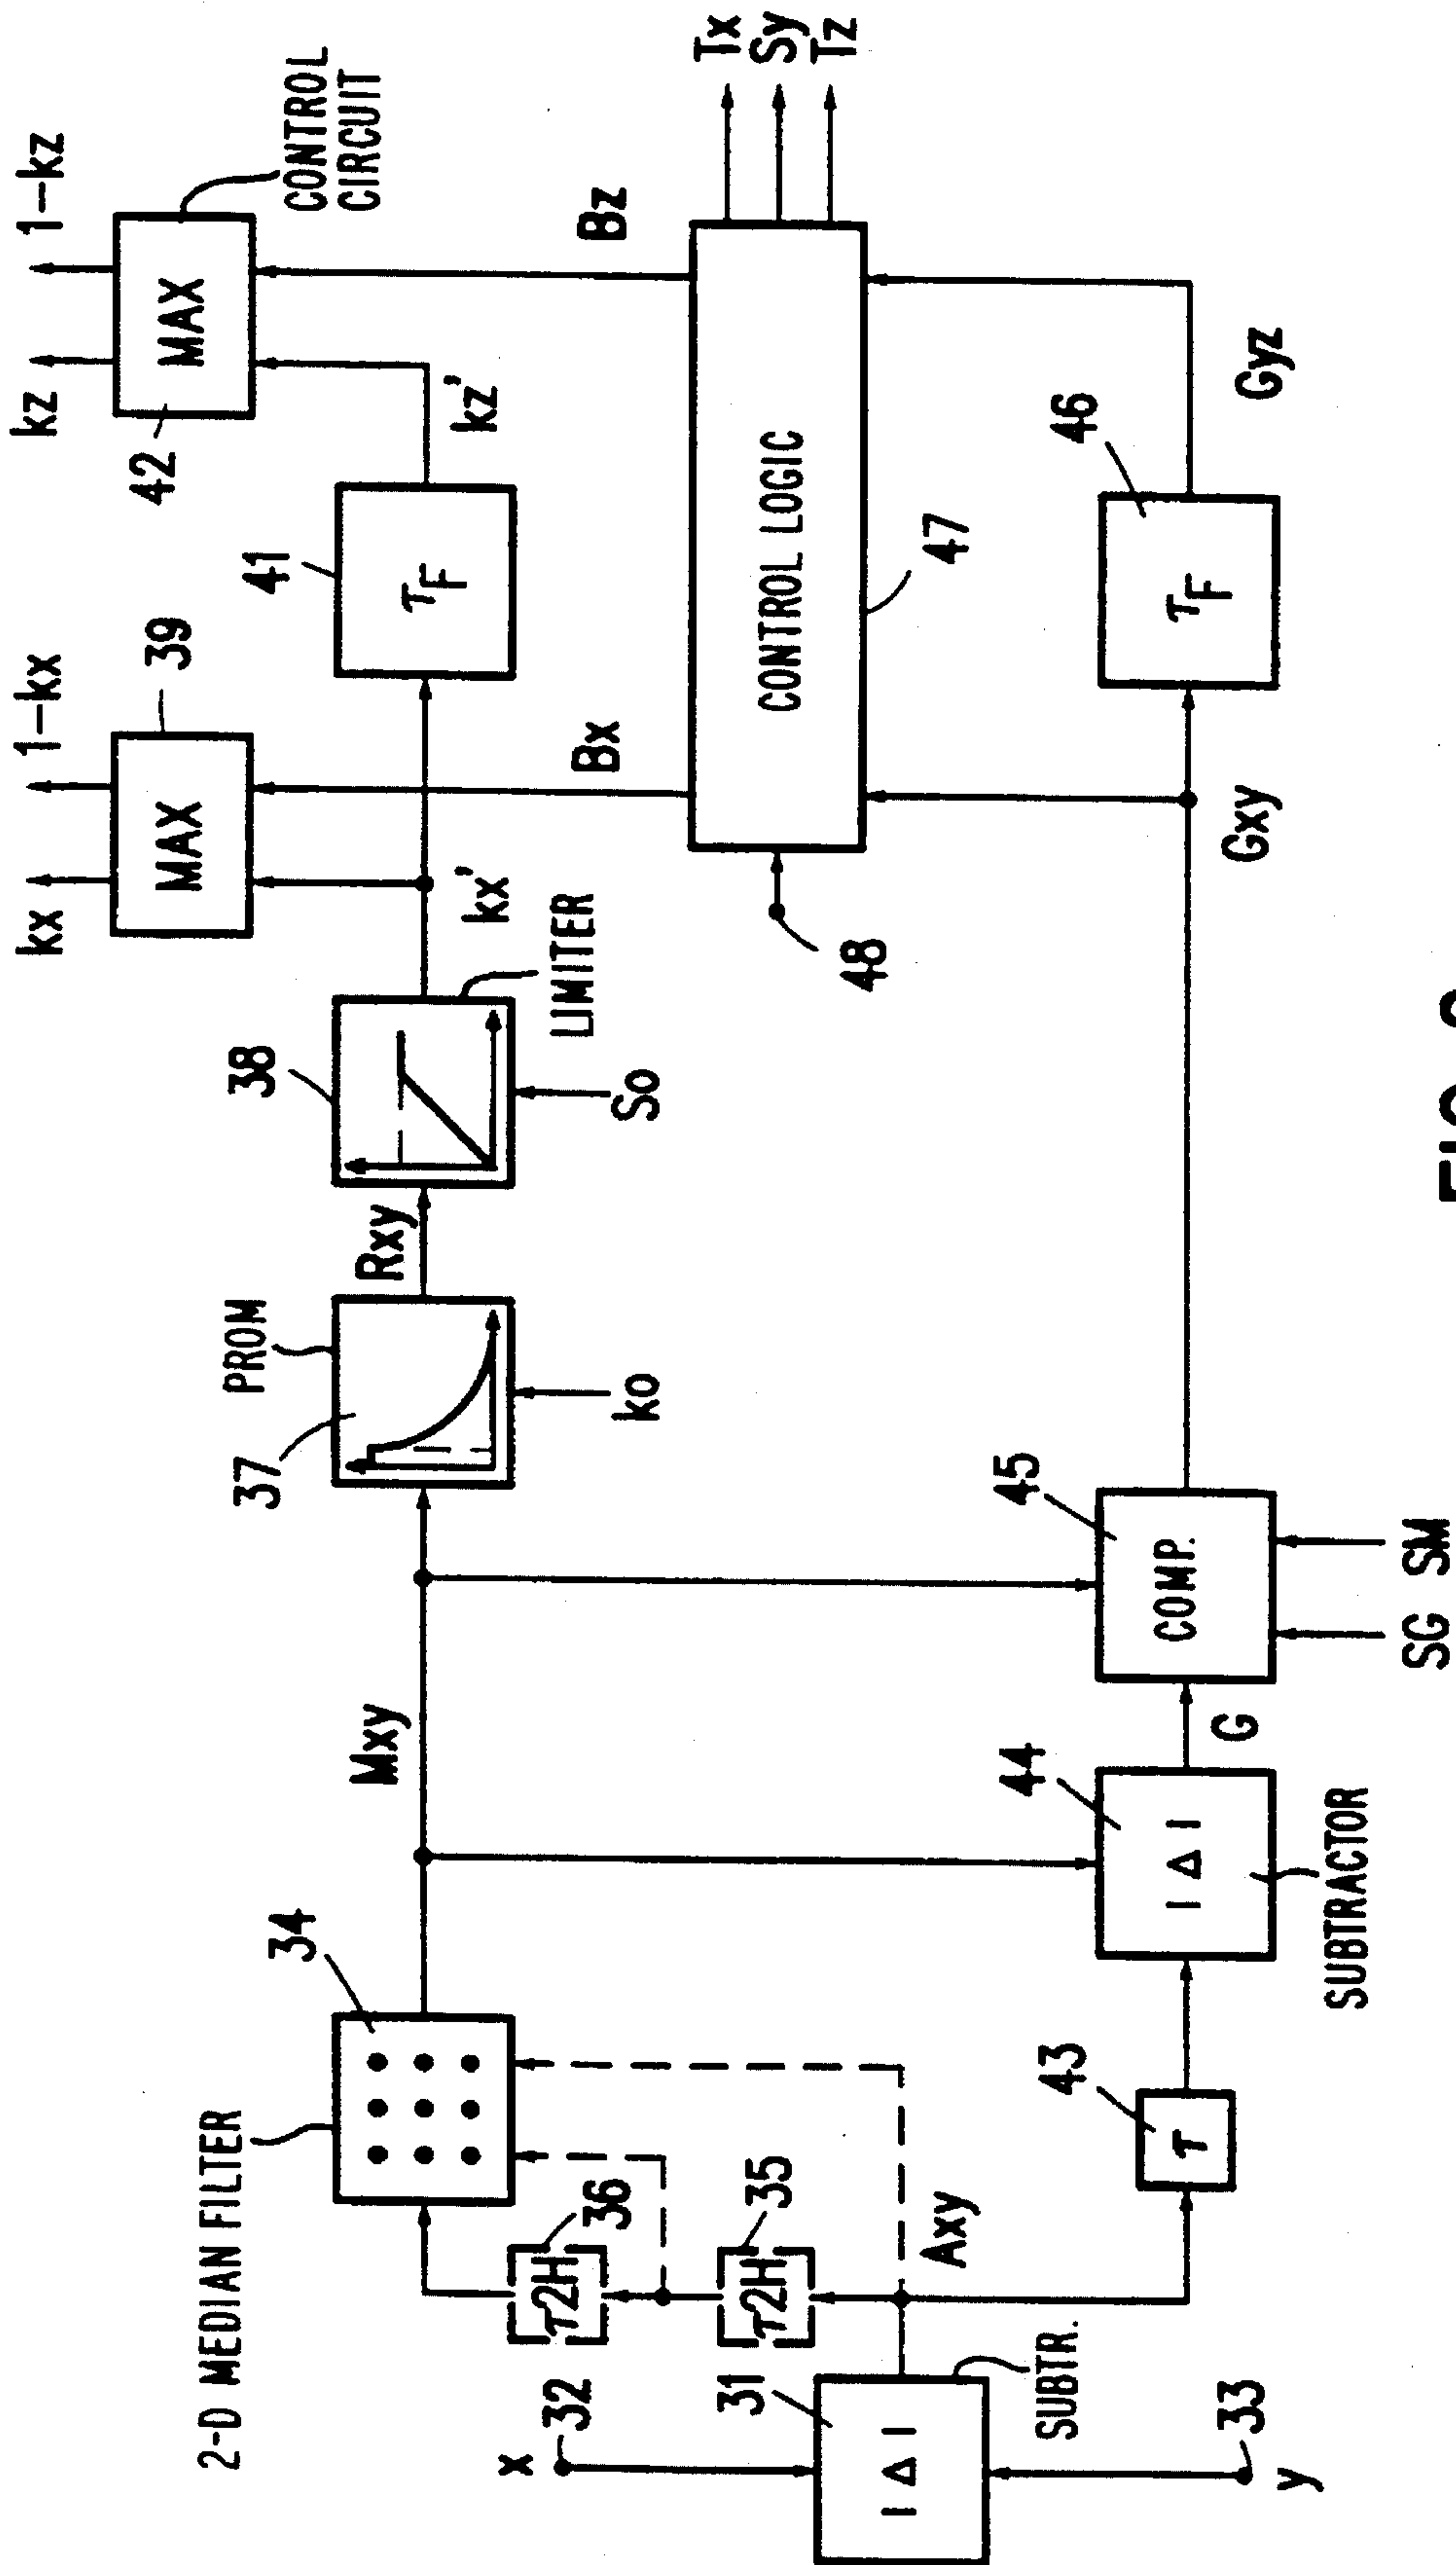 kx
1-kx
39
MAX
kz
1-kz
42
MAX
CONTROL
CIRCUIT
2-D MEDIAN FILTER
34
Mxy
37
PROM
Rxy
38
kx'
LIMITER
41
τF
kz'
36
τ2H
35
τ2H
ko
So
Bx
Bz
x
32
31
| Δ |
SUBTR.
33
y
Axy
48
CONTROL LOGIC
47
Tx
Sy
Tz
43
τ
44
| Δ |
SUBTRACTOR
G
45
COMP.
SG
SM
Gxy
46
τF
Gyz